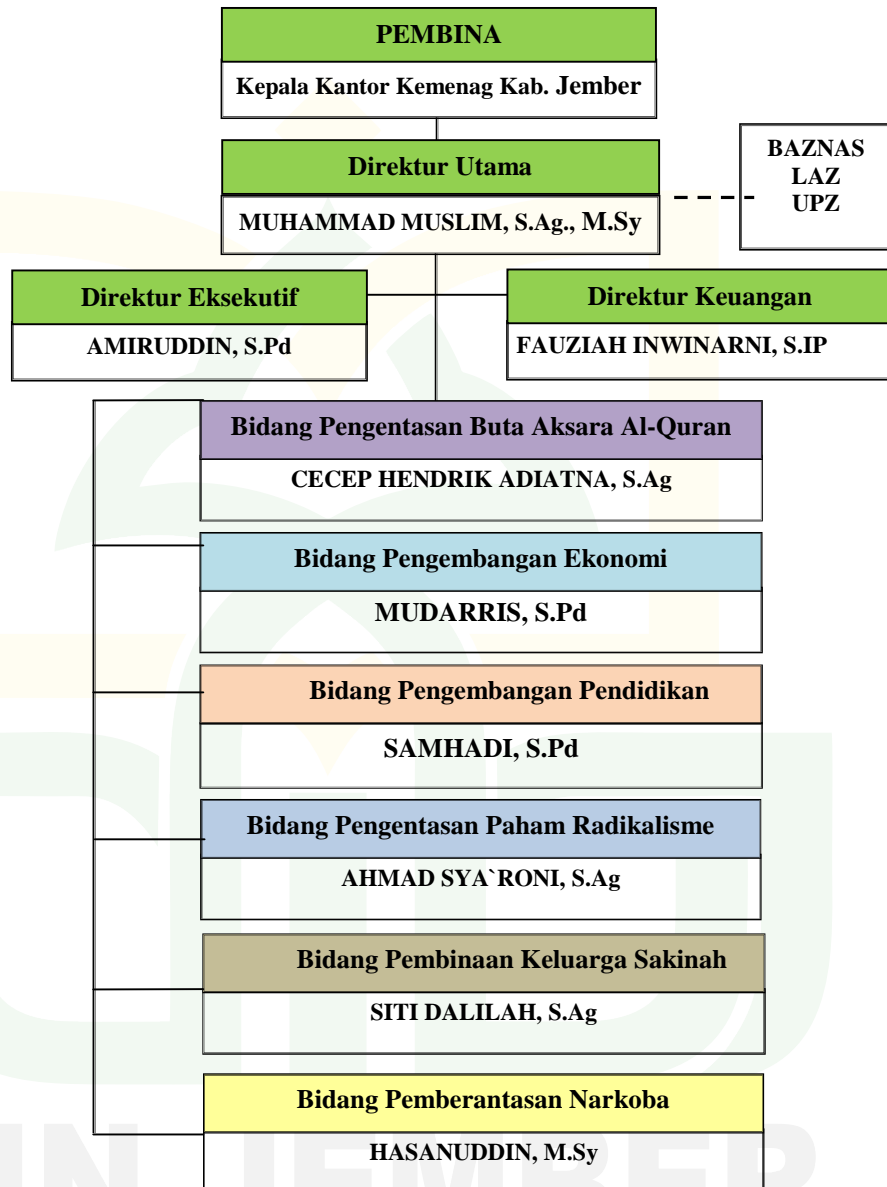 PEMBINA
Kepala Kantor Kemenag Kab. Jember
Direktur Utama
MUHAMMAD MUSLIM, S.Ag., M.Sy
BAZNAS
LAZ
UPZ
Direktur Eksekutif
AMIRUDDIN, S.Pd
Direktur Keuangan
FAUZIAH INWINARNI, S.IP
Bidang Pengentasan Buta Aksara Al-Quran
CECEP HENDRIK ADIATNA, S.Ag
Bidang Pengembangan Ekonomi
MUDARRIS, S.Pd
Bidang Pengembangan Pendidikan
SAMHADI, S.Pd
Bidang Pengentasan Paham Radikalisme
AHMAD SYA`RONI, S.Ag
Bidang Pembinaan Keluarga Sakinah
SITI DALILAH, S.Ag
Bidang Pemberantasan Narkoba
HASANUDDIN, M.Sy